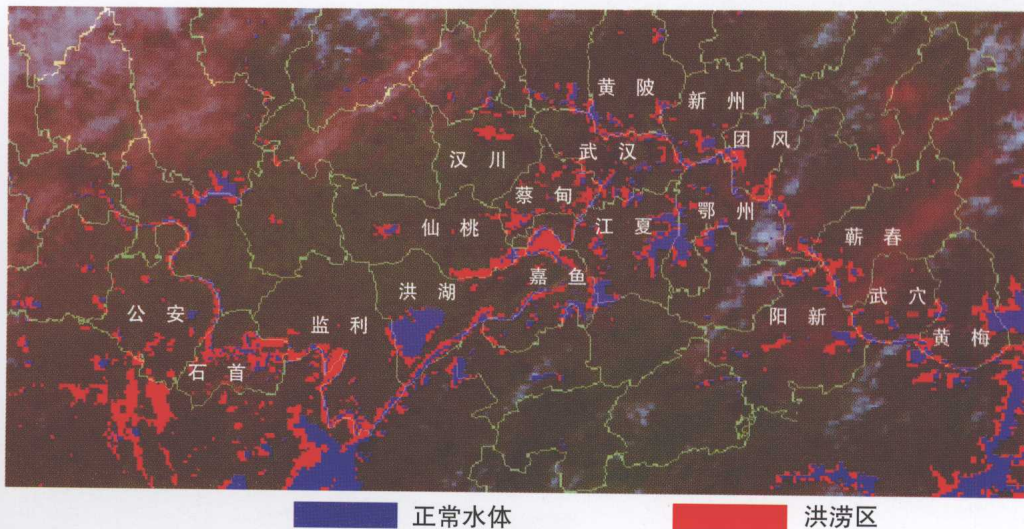 黄陂
新州
团风
武汉
汉川
蔡甸
鄂州
仙桃
江夏
蕲春
嘉鱼
洪湖
武穴
公安
监利
阳新
黄梅
石首
正常水体
洪涝区